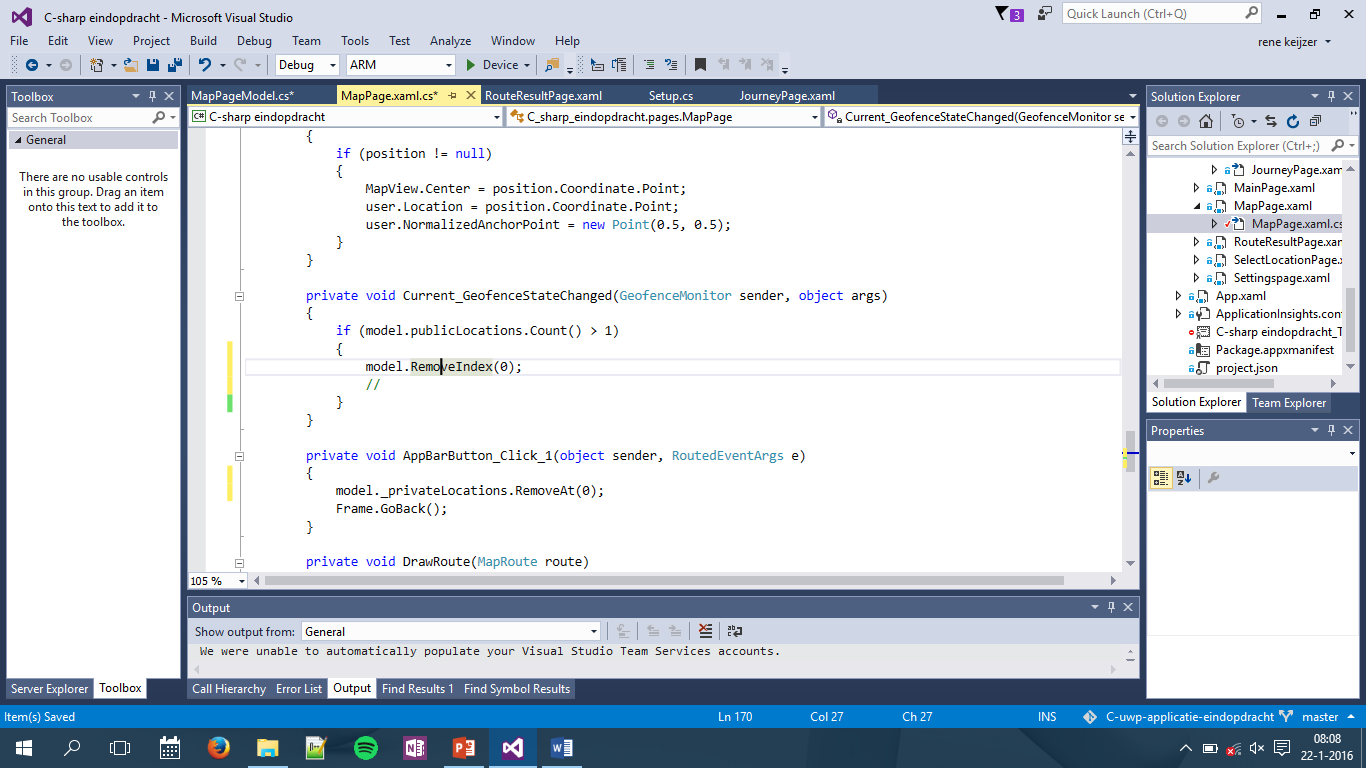 C-sharp eindopdracht - Microsoft Visual Studio
3
Quick Launch (Ctrl+Q)
File Edit View Project Build Debug Team Tools Test Analyze Window Help
rene keijzer
Debug ARM Device
Toolbox
Search Toolbox
General
There are no usable controls
in this group. Drag an item
onto this text to add it to
the toolbox.
Server Explorer Toolbox
MapPageModel.cs* MapPage.xaml.cs* RouteResultPage.xaml Setup.cs JourneyPage.xaml
C# C-sharp eindopdracht C_sharp_eindopdracht.pages.MapPage Current_GeofenceStateChanged(GeofenceMonitor se
{
if (position != null)
{
MapView.Center = position.Coordinate.Point;
user.Location = position.Coordinate.Point;
user.NormalizedAnchorPoint = new Point(0.5, 0.5);
}
}
private void Current_GeofenceStateChanged(GeofenceMonitor sender, object args)
{
if (model.publicLocations.Count() > 1)
{
model.RemoveIndex(0);
//
}
}
private void AppBarButton_Click_1(object sender, RoutedEventArgs e)
{
model._privateLocations.RemoveAt(0);
Frame.GoBack();
}
private void DrawRoute(MapRoute route)
105 %
Output
Show output from: General
We were unable to automatically populate your Visual Studio Team Services accounts.
Call Hierarchy Error List Output Find Results 1 Find Symbol Results
Solution Explorer
Search Solution Explorer (Ctrl+;)
JourneyPage.xam
MainPage.xaml
MapPage.xaml
MapPage.xaml.cs
RouteResultPage.xar
SelectLocationPage.x
Settingspage.xaml
App.xaml
ApplicationInsights.con
C-sharp eindopdracht_T
Package.appxmanifest
project.json
Solution Explorer Team Explorer
Properties
Item(s) Saved Ln 170 Col 27 Ch 27 INS C-uwp-applicatie-eindopdracht master
08:08
22-1-2016